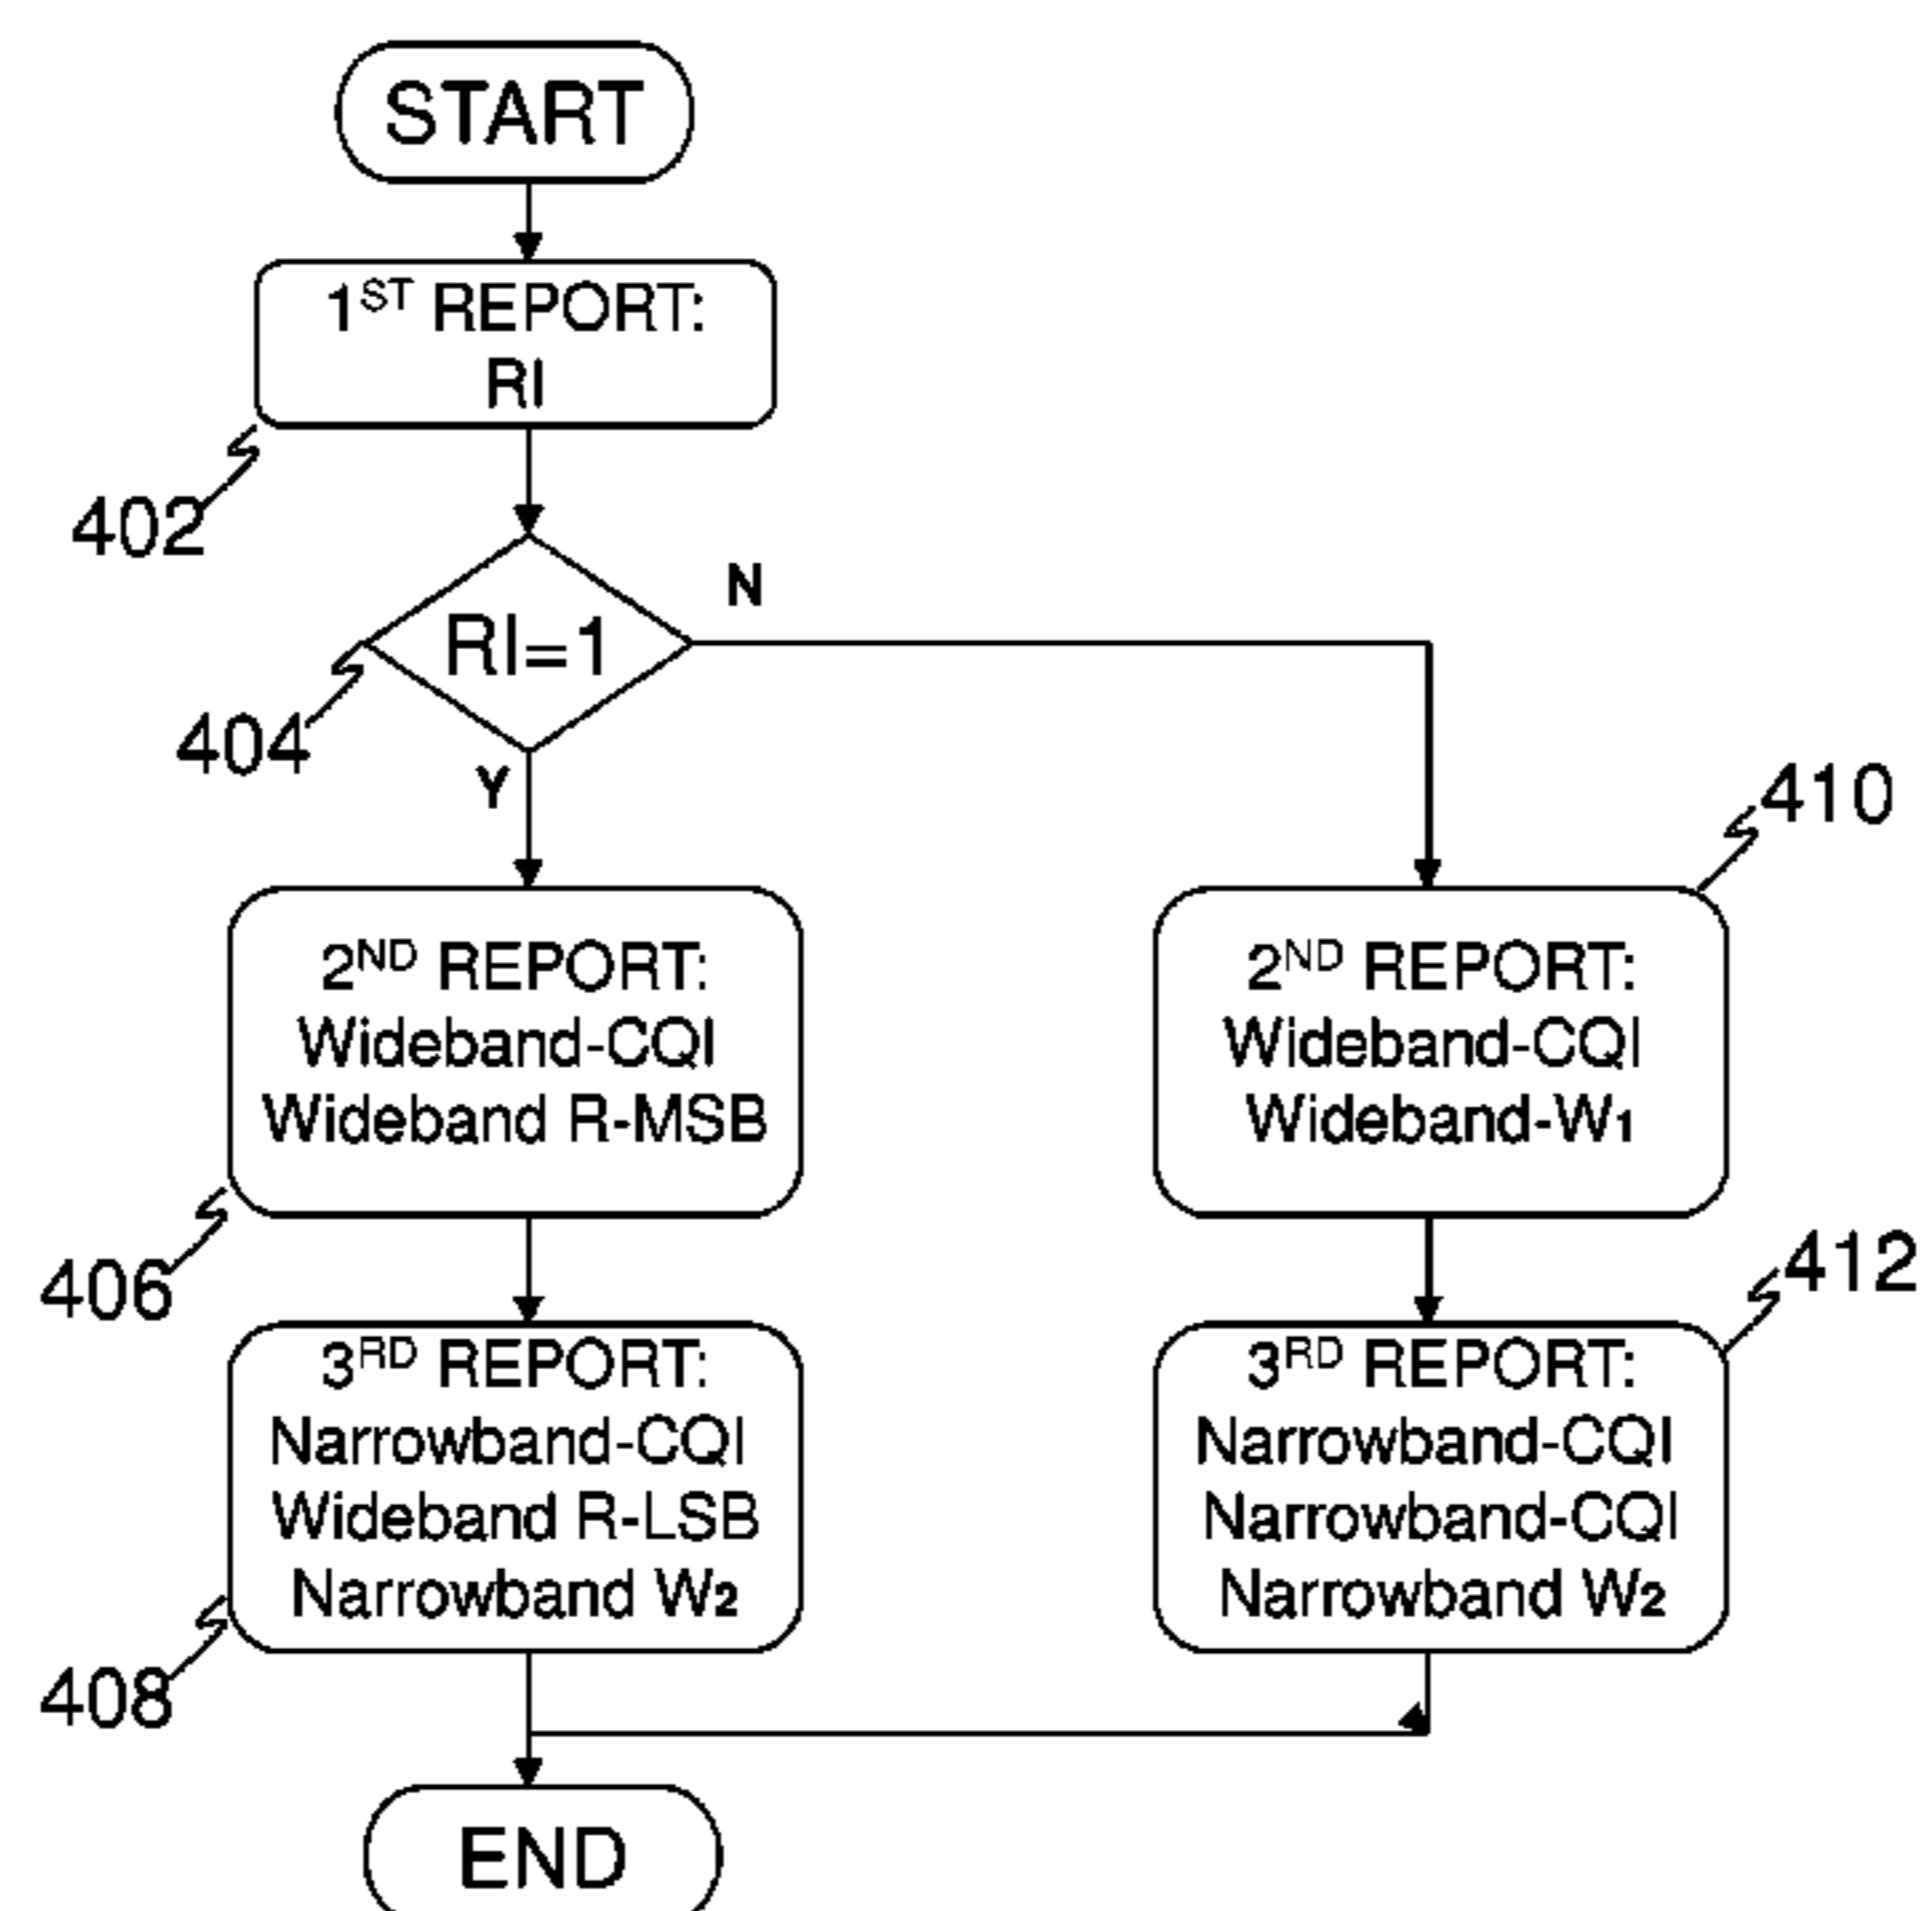 START
1ST REPORT:
RI
402
RI=1
N
404
Y
410
2ND REPORT:
Wideband-CQI
Wideband R-MSB
406
2ND REPORT:
Wideband-CQI
Wideband-W1
412
3RD REPORT:
Narrowband-CQI
Wideband R-LSB
Narrowband W2
408
3RD REPORT:
Narrowband-CQI
Narrowband-CQI
Narrowband W2
END